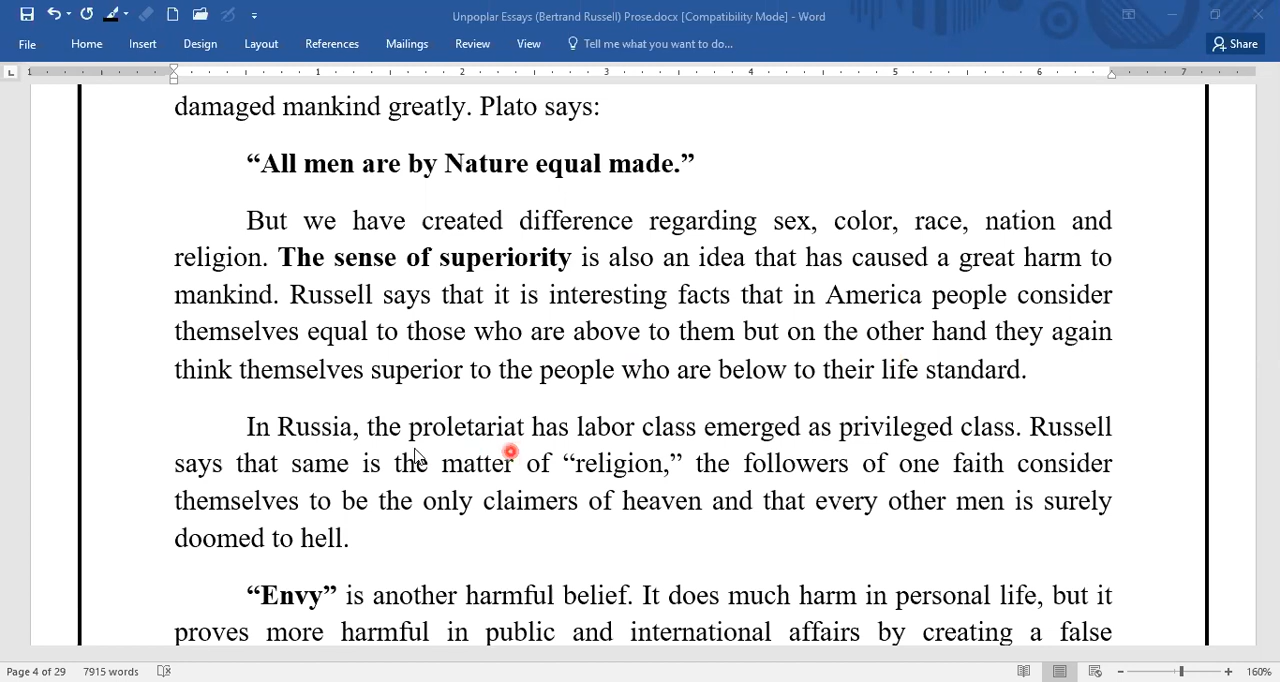 Unpoplar Essays (Bertrand Russell) Prose.docx [Compatibility Mode] - Word
File Home Insert Design Layout References Mailings Review View Tell me what you want to do... Share
L 1 1 2 3 4 5 6 7
damaged mankind greatly. Plato says:
“All men are by Nature equal made.”
But we have created difference regarding sex, color, race, nation and
religion. The sense of superiority is also an idea that has caused a great harm to
mankind. Russell says that it is interesting facts that in America people consider
themselves equal to those who are above to them but on the other hand they again
think themselves superior to the people who are below to their life standard.
In Russia, the proletariat has labor class emerged as privileged class. Russell
says that same is the matter of “religion,” the followers of one faith consider
themselves to be the only claimers of heaven and that every other men is surely
doomed to hell.
“Envy” is another harmful belief. It does much harm in personal life, but it
proves more harmful in public and international affairs by creating a false
Page 4 of 29 7915 words 160%